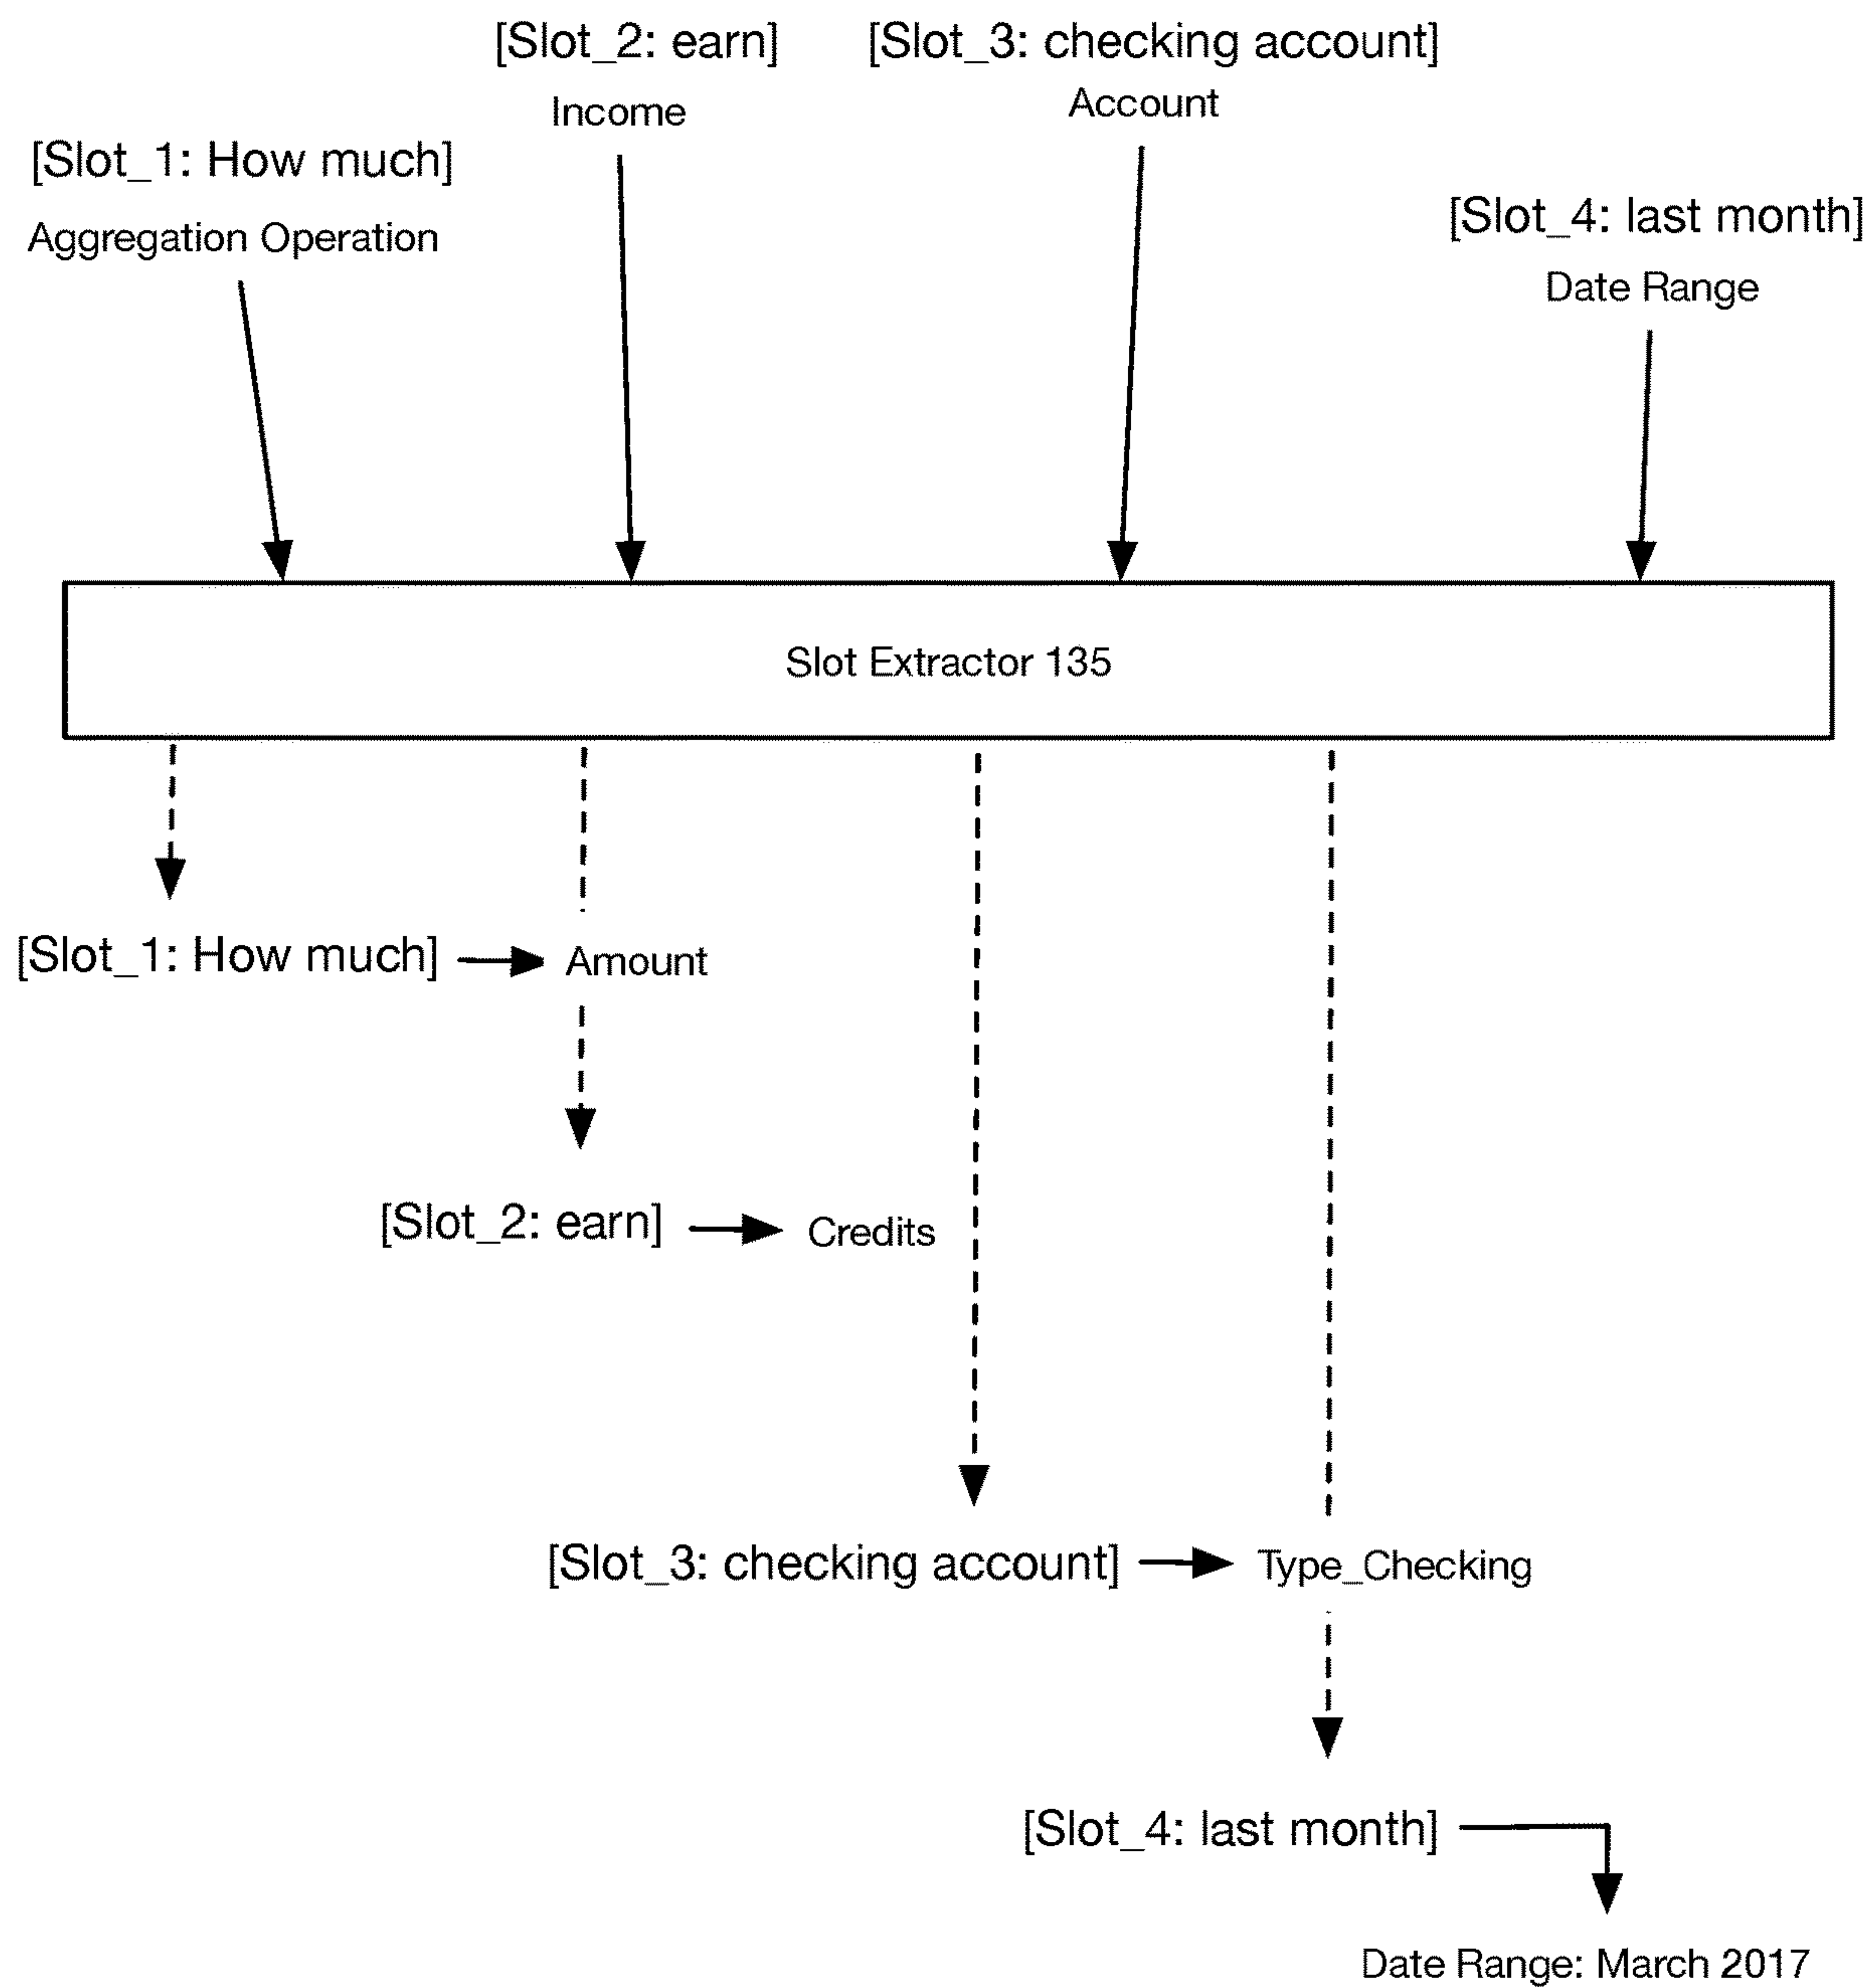 [Slot_2: earn]
Income
[Slot_3: checking account]
Account
[Slot_1: How much]
Aggregation Operation
[Slot_4: last month]
Date Range
Slot Extractor 135
[Slot_1: How much]
Amount
[Slot_2: earn]
Credits
[Slot_3: checking account]
Type_Checking
[Slot_4: last month]
Date Range: March 2017